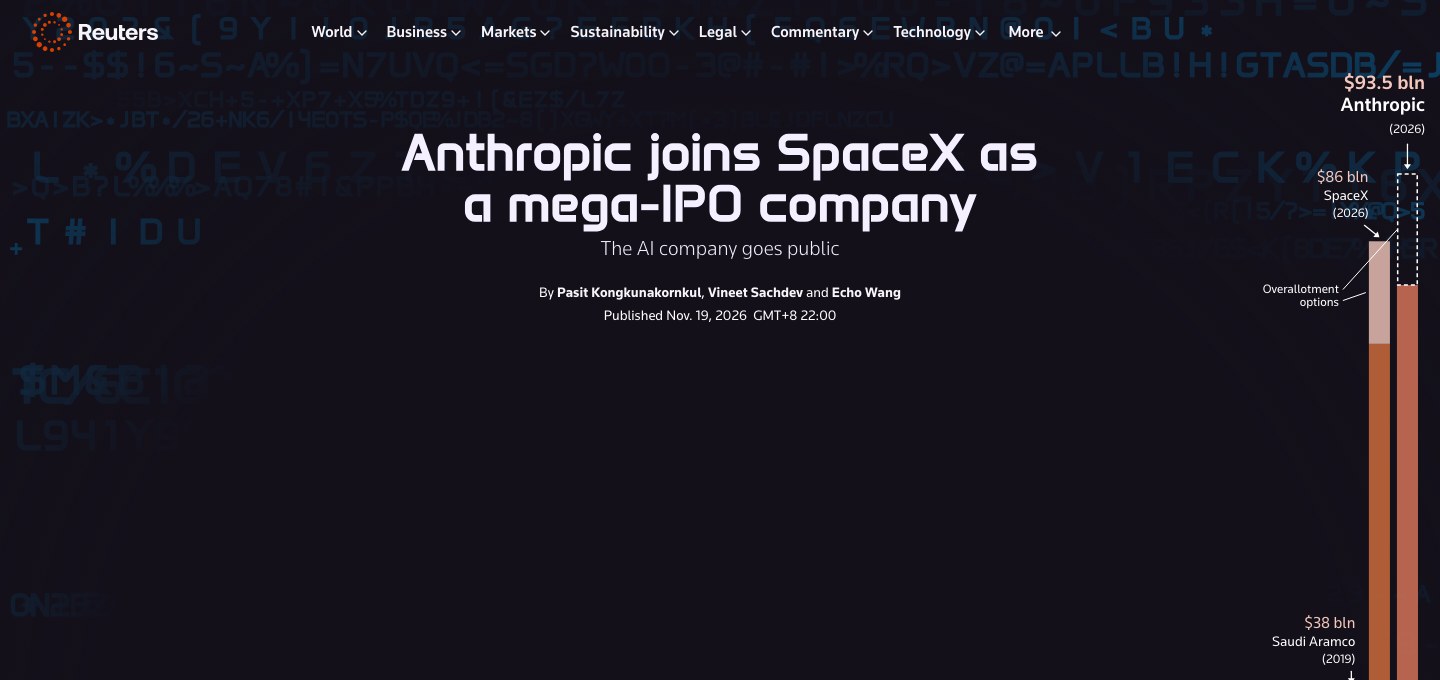 Reuters
World
Business
Markets
Sustainability
Legal
Commentary
Technology
More
Anthropic joins SpaceX as
a mega-IPO company
The AI company goes public
By Pasit Kongkunakornkul, Vineet Sachdev and Echo Wang
Published Nov. 19, 2026 GMT+8 22:00
$93.5 bln
Anthropic
(2026)
$86 bln
SpaceX
(2026)
Overallotment
options
$38 bln
Saudi Aramco
(2019)